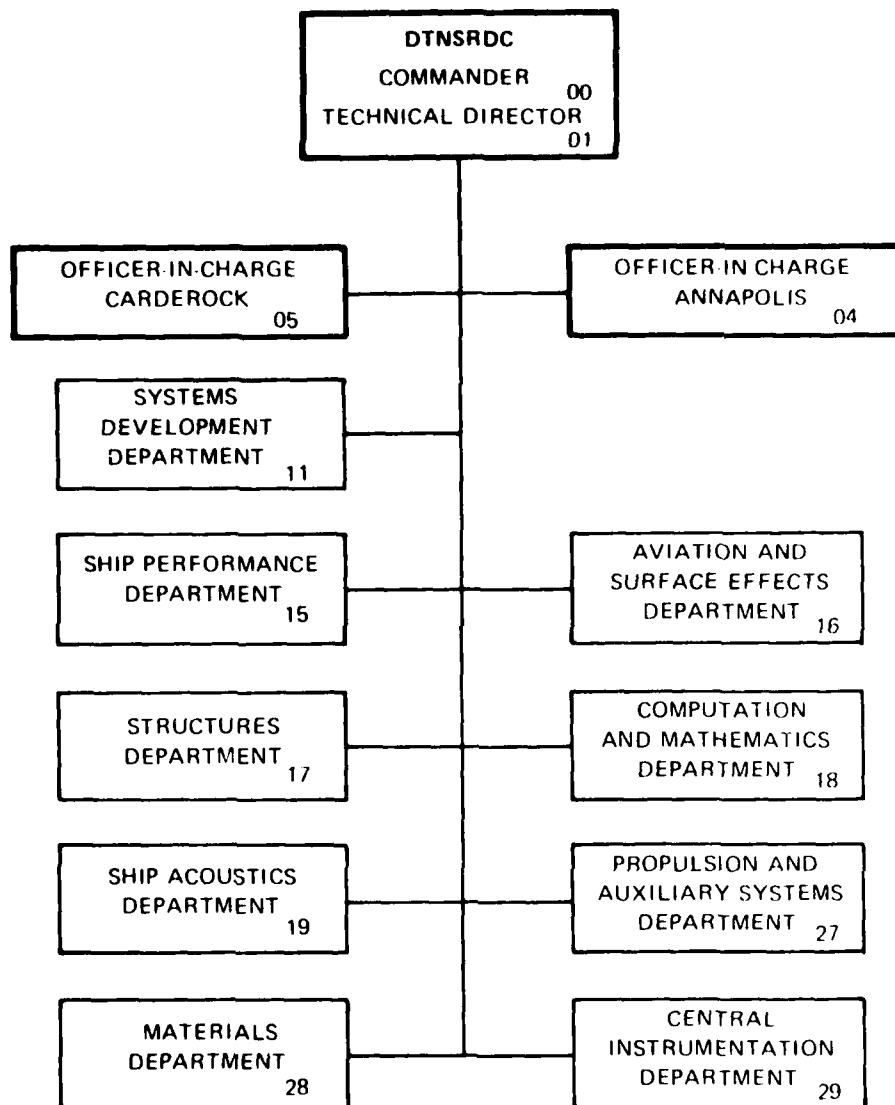 DTNSRDC
COMMANDER
00
TECHNICAL DIRECTOR
01
OFFICER-IN-CHARGE
CARDEROCK
05
OFFICER-IN CHARGE
ANNAPOLIS
04
SYSTEMS
DEVELOPMENT
DEPARTMENT
11
SHIP PERFORMANCE
DEPARTMENT
15
AVIATION AND
SURFACE EFFECTS
DEPARTMENT
16
STRUCTURES
DEPARTMENT
17
COMPUTATION
AND MATHEMATICS
DEPARTMENT
18
SHIP ACOUSTICS
DEPARTMENT
19
PROPULSION AND
AUXILIARY SYSTEMS
DEPARTMENT
27
MATERIALS
DEPARTMENT
28
CENTRAL
INSTRUMENTATION
DEPARTMENT
29